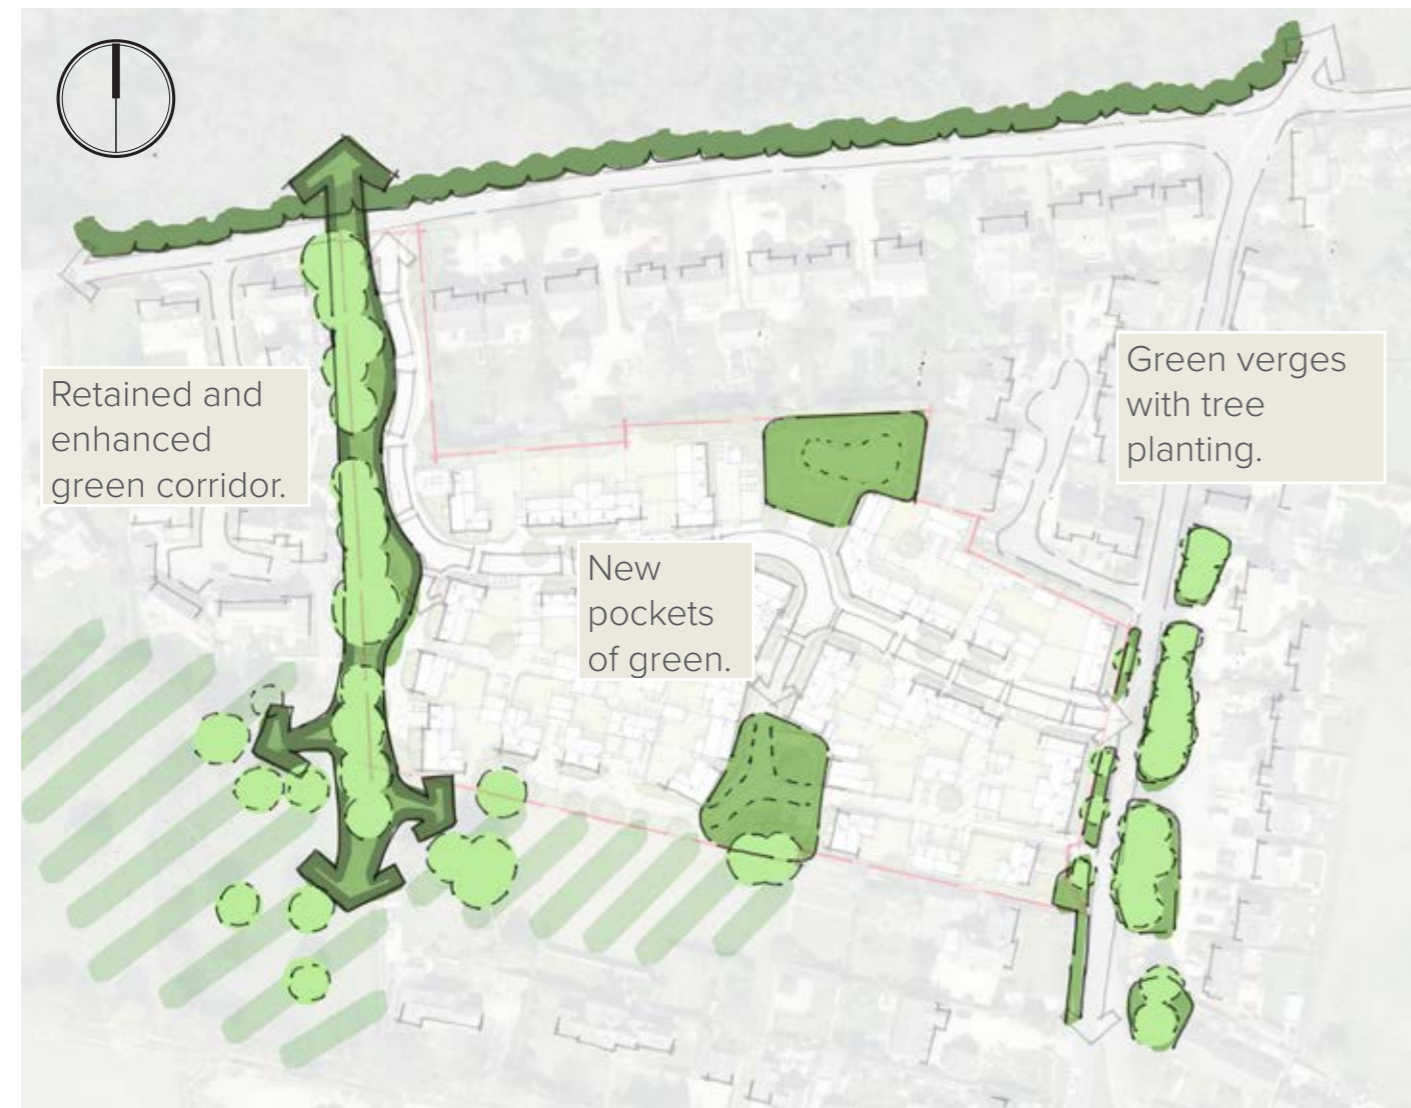 Retained and
enhanced
green corridor.
New
pockets
of green.
Green verges
with tree
planting.